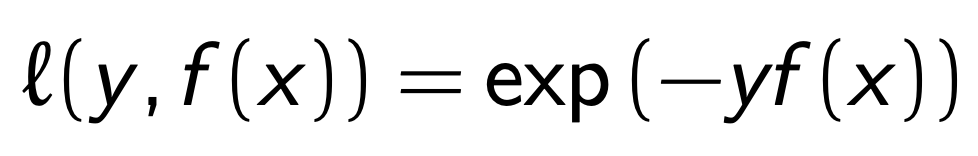 ℓ(y, f(x)) = exp(−yf(x))